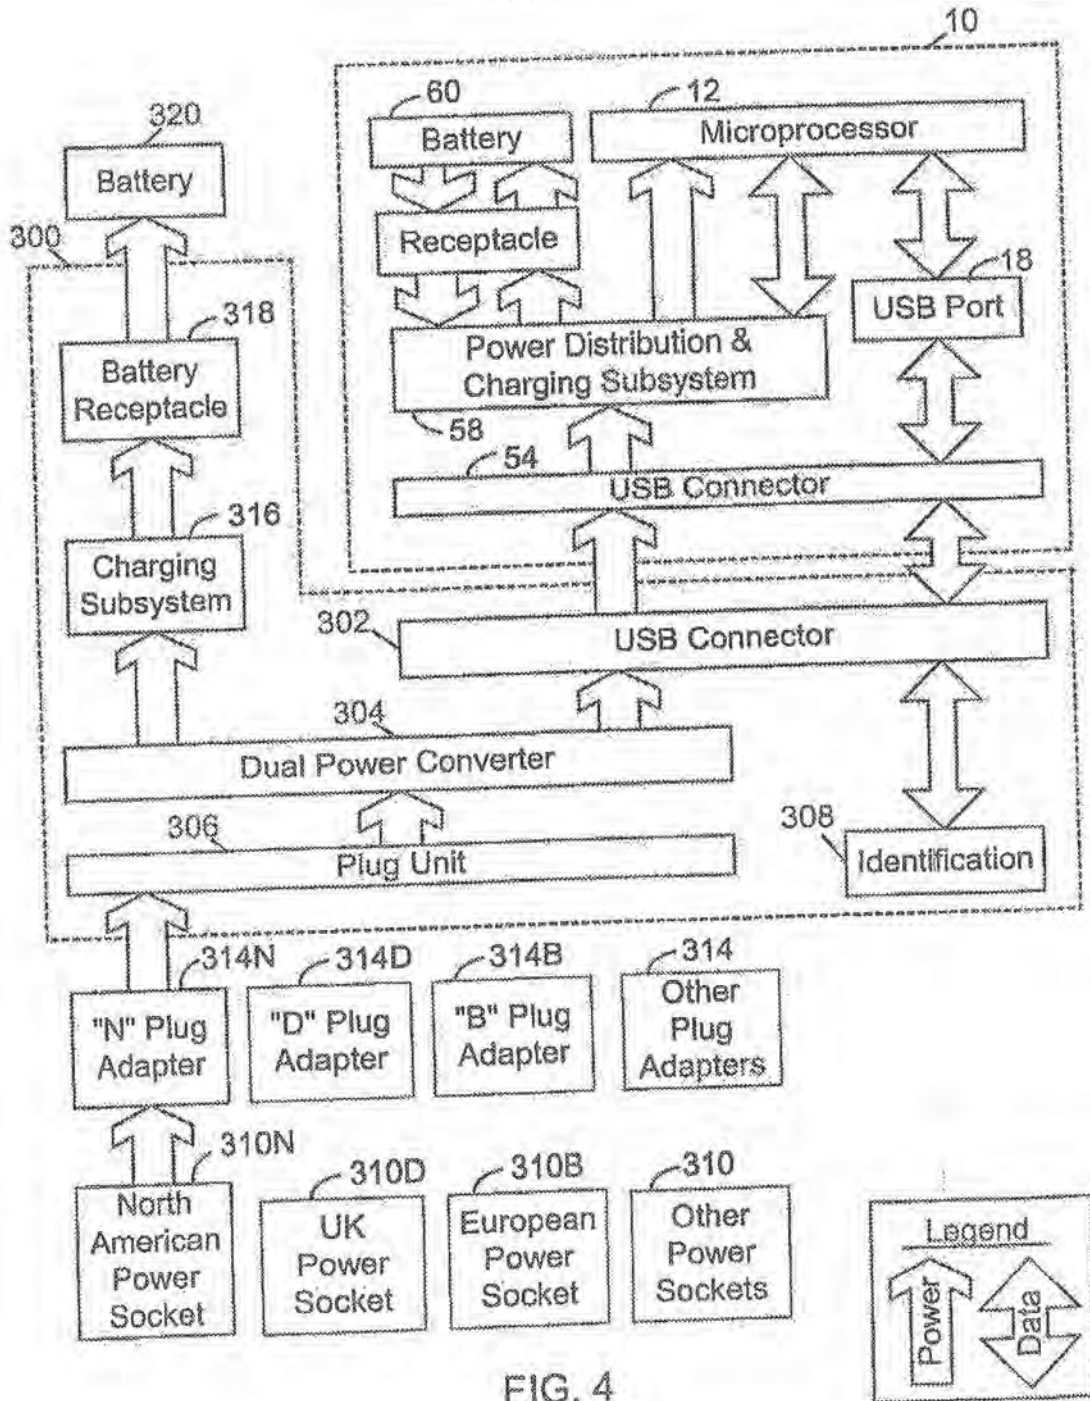 10
60
12
320
Battery
Microprocessor
Battery
300
Receptacle
18
USB Port
318
Power Distribution &
Charging Subsystem
Battery
Receptacle
58
54
USB Connector
316
Charging
Subsystem
302
USB Connector
304
Dual Power Converter
306
Plug Unit
308
Identification
314N
314D
314B
314
"N" Plug
Adapter
"D" Plug
Adapter
"B" Plug
Adapter
Other
Plug
Adapters
310N
310D
310B
310
North
American
Power
Socket
UK
Power
Socket
European
Power
Socket
Other
Power
Sockets
Legend
Power
Data
FIG. 4